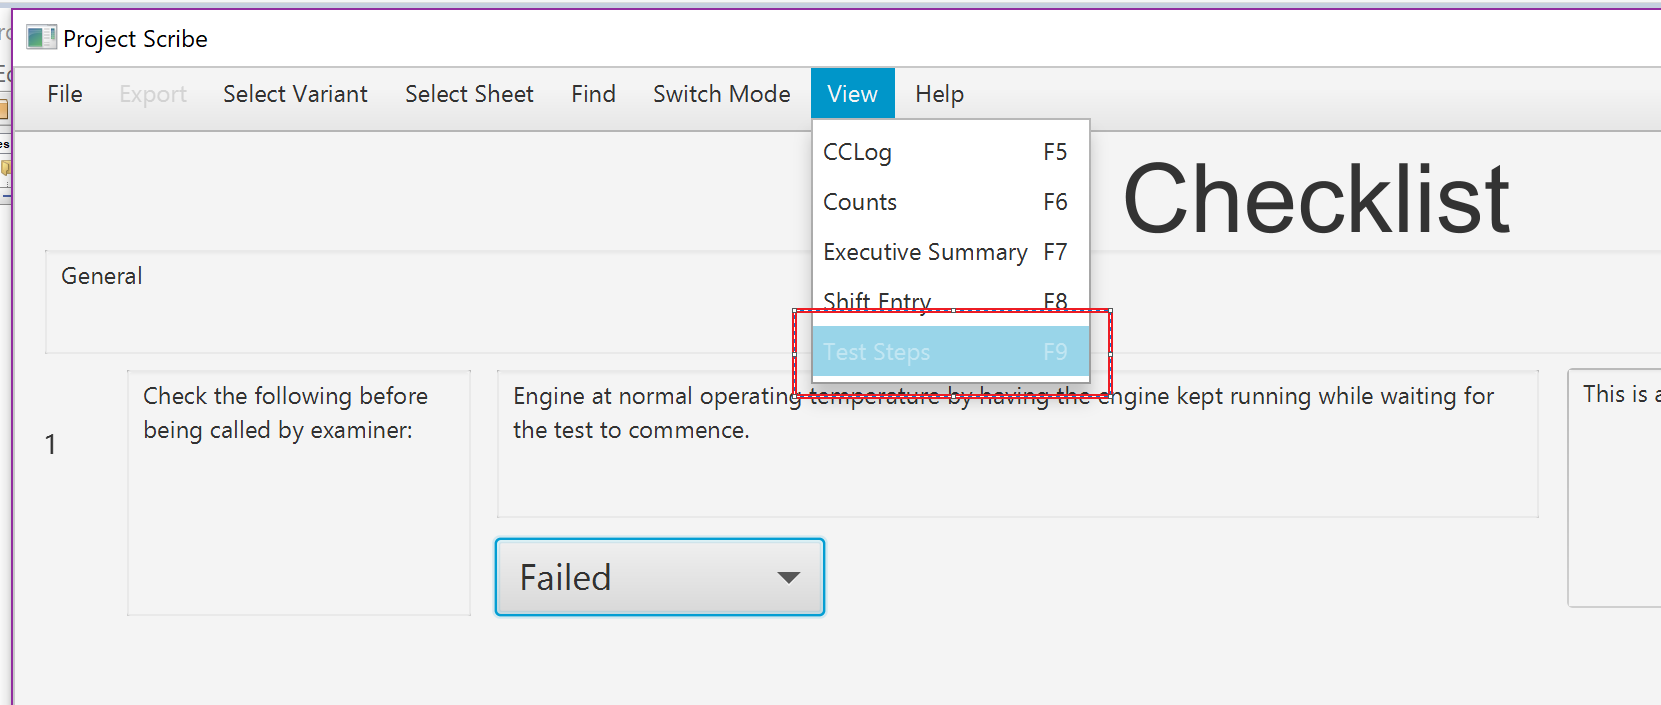 Project Scribe
File Export Select Variant Select Sheet Find Switch Mode View Help
CCLog F5
Counts F6
Executive Summary F7
Shift Entry F8
Test Steps F9
Checklist
General
1
Check the following before
being called by examiner:
Engine at normal operating temperature by having the engine kept running while waiting for
the test to commence.
This is a
Failed